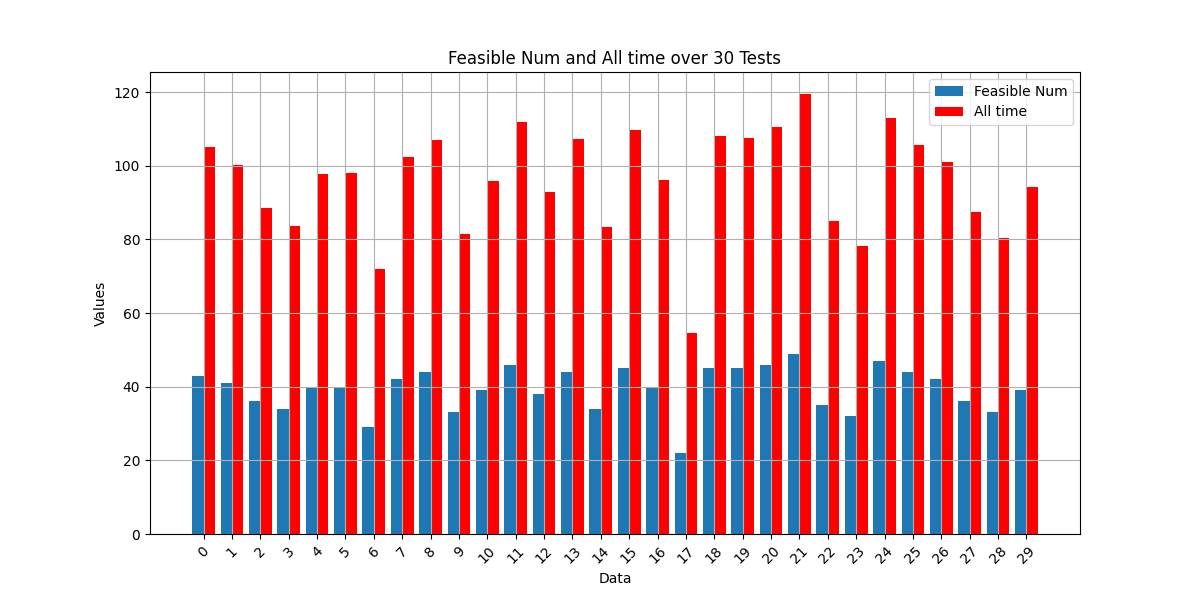 Feasible Num and All time over 30 Tests
Feasible Num
All time
Values
120
100
80
60
40
20
0
0 1 2 3 4 5 6 7 8 9 10 11 12 13 14 15 16 17 18 19 20 21 22 23 24 25 26 27 28 29
Data